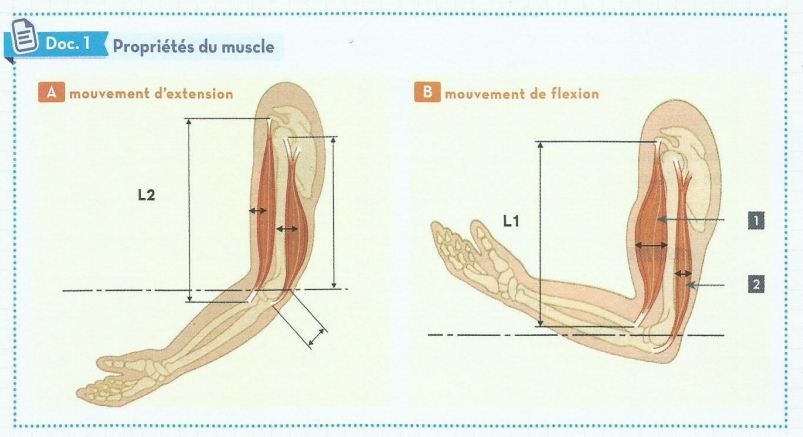 Doc. 1 Propriétés du muscle
A mouvement d'extension
L2
B mouvement de flexion
L1
1
2